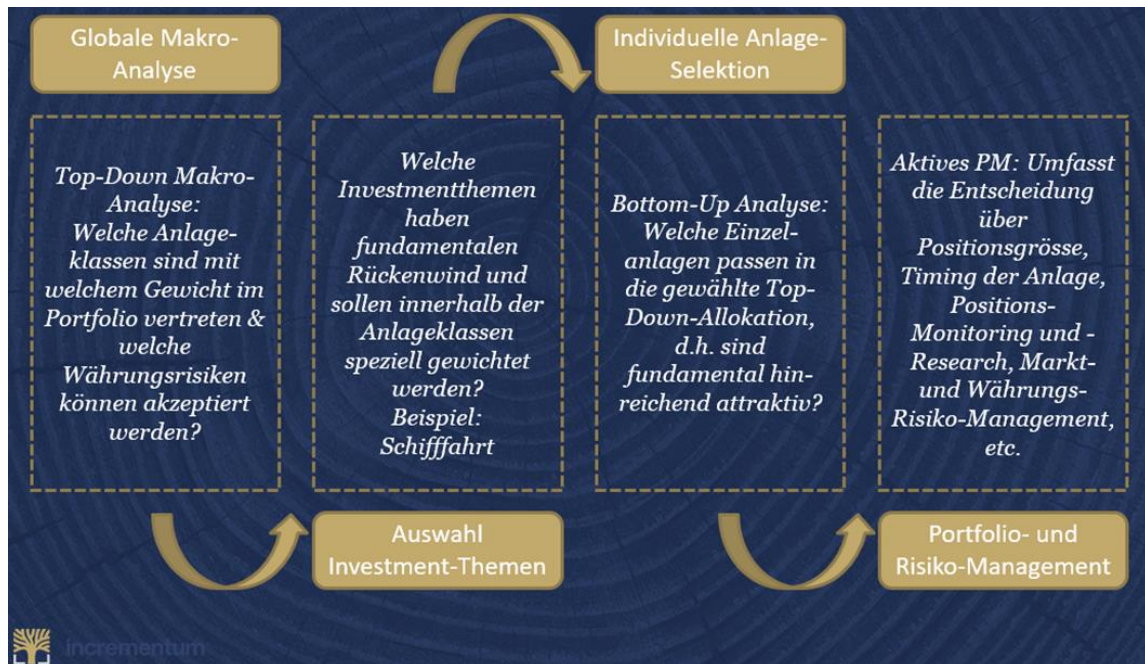 Globale Makro-
Analyse
Top-Down Makro-
Analyse:
Welche Anlage-
klassen sind mit
welchem Gewicht im
Portfolio vertreten &
welche
Währungsrisiken
können akzeptiert
werden?
Welche
Investmentthemen
haben
fundamentalen
Rückenwind und
sollen innerhalb der
Anlageklassen
speziell gewichtet
werden?
Beispiel:
Schifffahrt
Auswahl
Investment-Themen
Individuelle Anlage-
Selektion
Bottom-Up Analyse:
Welche Einzel-
anlagen passen in
die gewählte Top-
Down-Allokation,
d.h. sind
fundamental hin-
reichend attraktiv?
Aktives PM: Umfasst
die Entscheidung
über
Positionsgrösse,
Timing der Anlage,
Positions-
Monitoring und -
Research, Markt-
und Währungs-
Risiko-Management,
etc.
Portfolio- und
Risiko-Management
incrementum